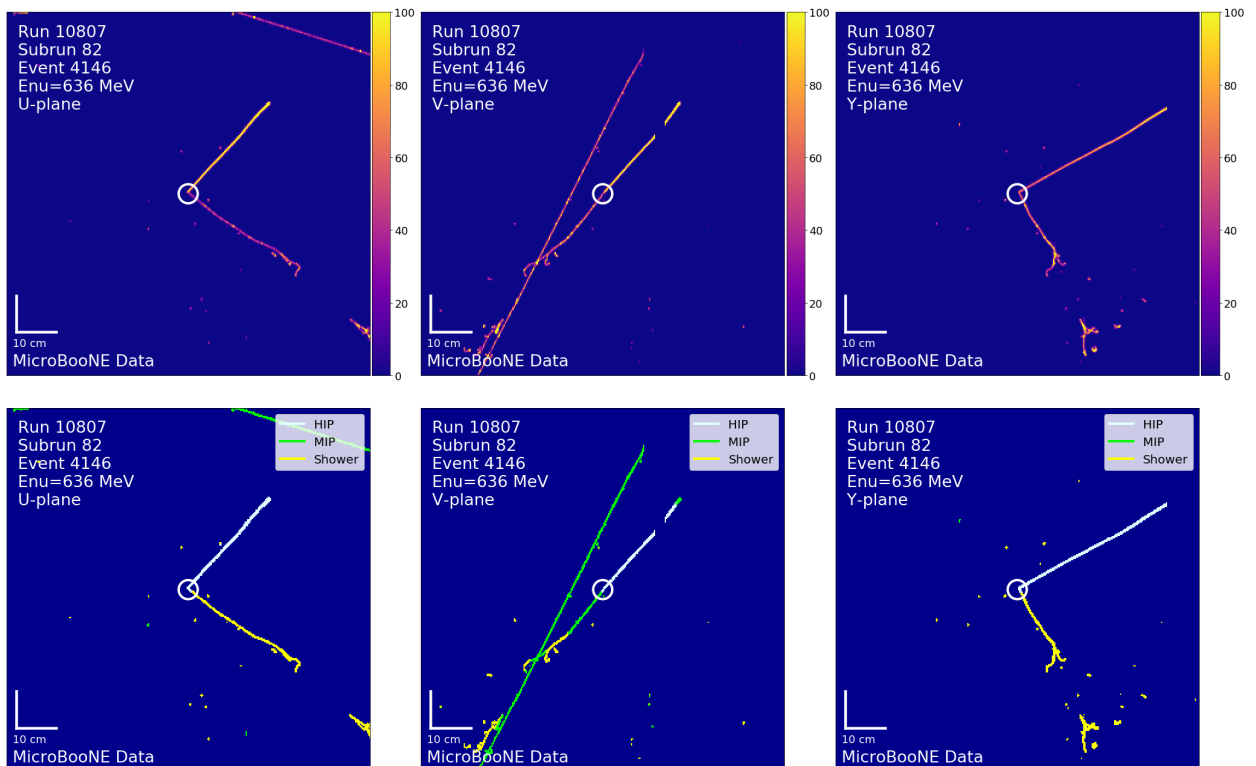 Run 10807
Subrun 82
Event 4146
Enu=636 MeV
U-plane
10 cm
MicroBooNE Data
100
80
60
40
20
0
Run 10807
Subrun 82
Event 4146
Enu=636 MeV
V-plane
10 cm
MicroBooNE Data
100
80
60
40
20
0
Run 10807
Subrun 82
Event 4146
Enu=636 MeV
Y-plane
10 cm
MicroBooNE Data
100
80
60
40
20
0
Run 10807
Subrun 82
Event 4146
Enu=636 MeV
U-plane
HIP
MIP
Shower
10 cm
MicroBooNE Data
Run 10807
Subrun 82
Event 4146
Enu=636 MeV
V-plane
HIP
MIP
Shower
10 cm
MicroBooNE Data
Run 10807
Subrun 82
Event 4146
Enu=636 MeV
Y-plane
HIP
MIP
Shower
10 cm
MicroBooNE Data